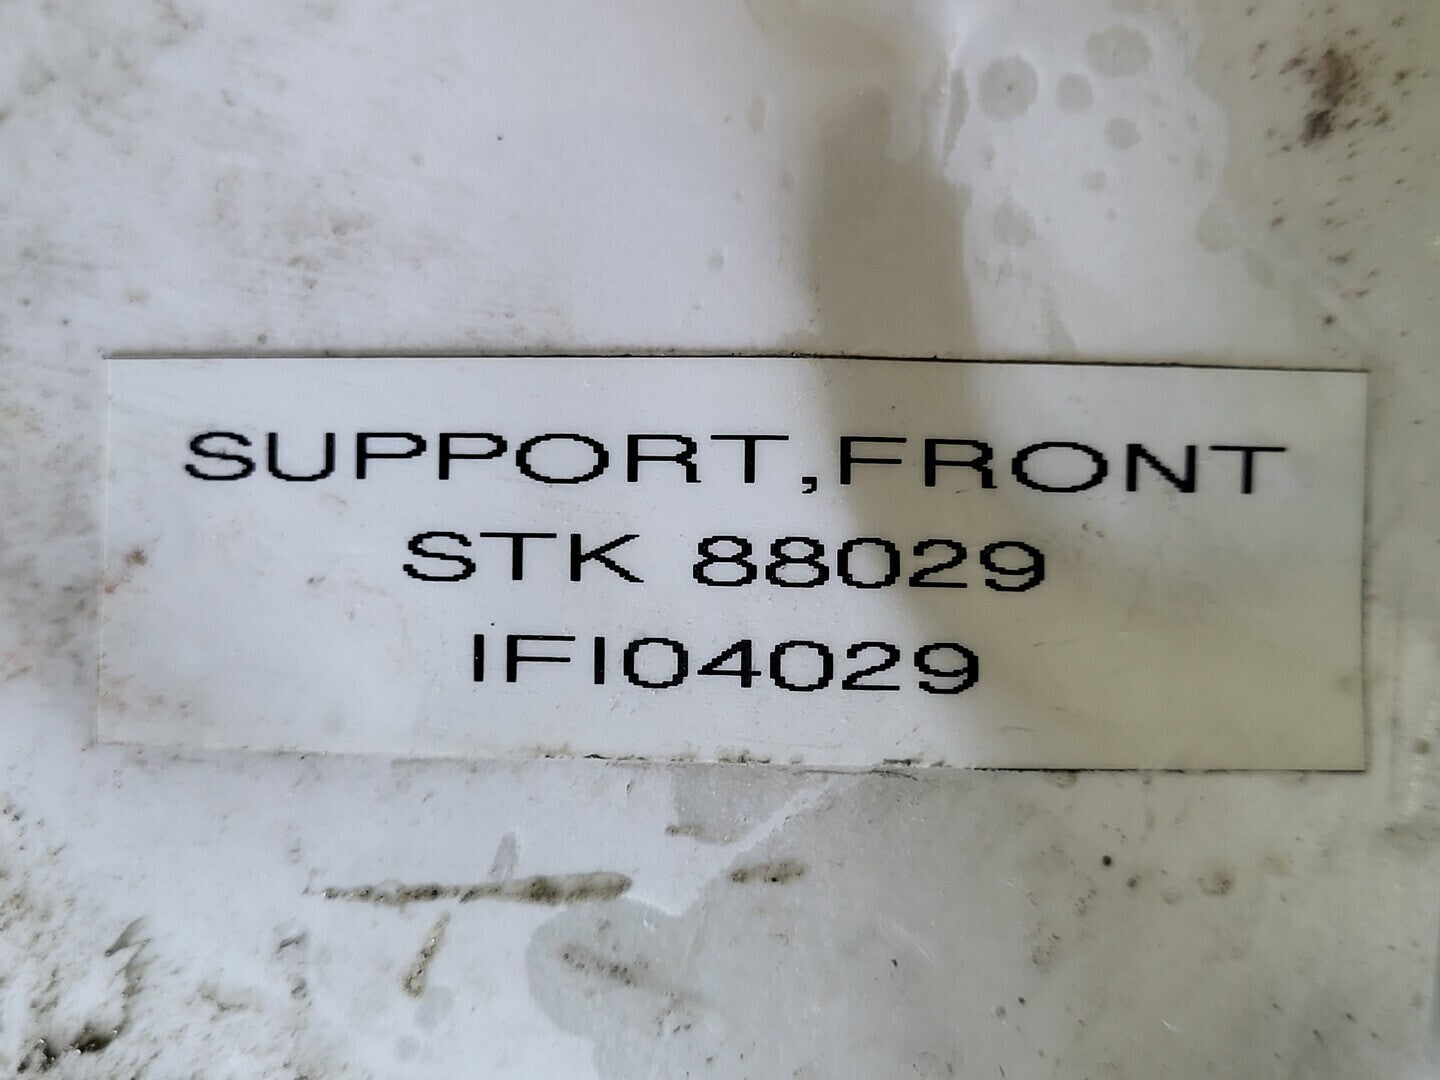 SUPPORT,FRONT
STK 88029
IFI04029